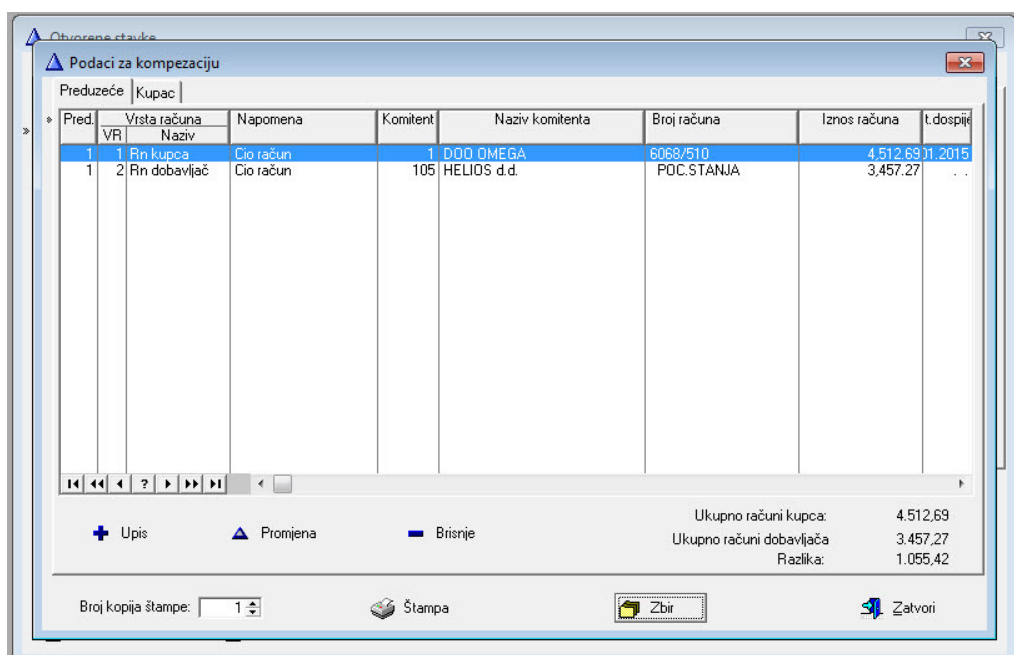 Otvorene stavke
Podaci za kompezaciju
Preduzeće Kupac
Pred. Vrsta računa Napomena Komitent Naziv komitenta Broj računa Iznos računa t.dospije
VR Naziv
1 1 Rn kupca Cio račun 1 DOO OMEGA 6068/510 4,512.69 01.2015
1 2 Rn dobavljač Cio račun 105 HELIOS d.d. POC.STANJA 3,457.27 . .
Ukupno računi kupca: 4.512,69
Upis Promjena Brisnje Ukupno računi dobavljača 3.457,27
Razlika: 1.055,42
Broj kopija štampe: 1 Štampa Zbir Zatvori